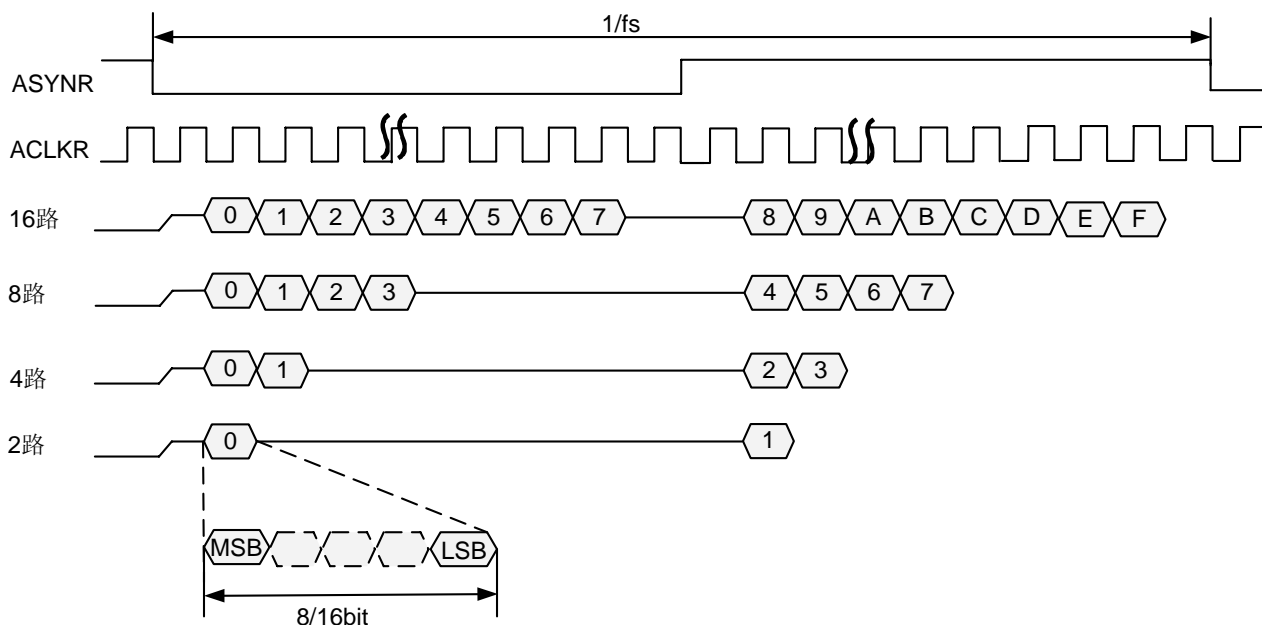 1/fs
ASYNR
ACLKR
16路 0 1 2 3 4 5 6 7 8 9 A B C D E F
8路 0 1 2 3 4 5 6 7
4路 0 1 2 3
2路 0 1
MSB LSB
8/16bit